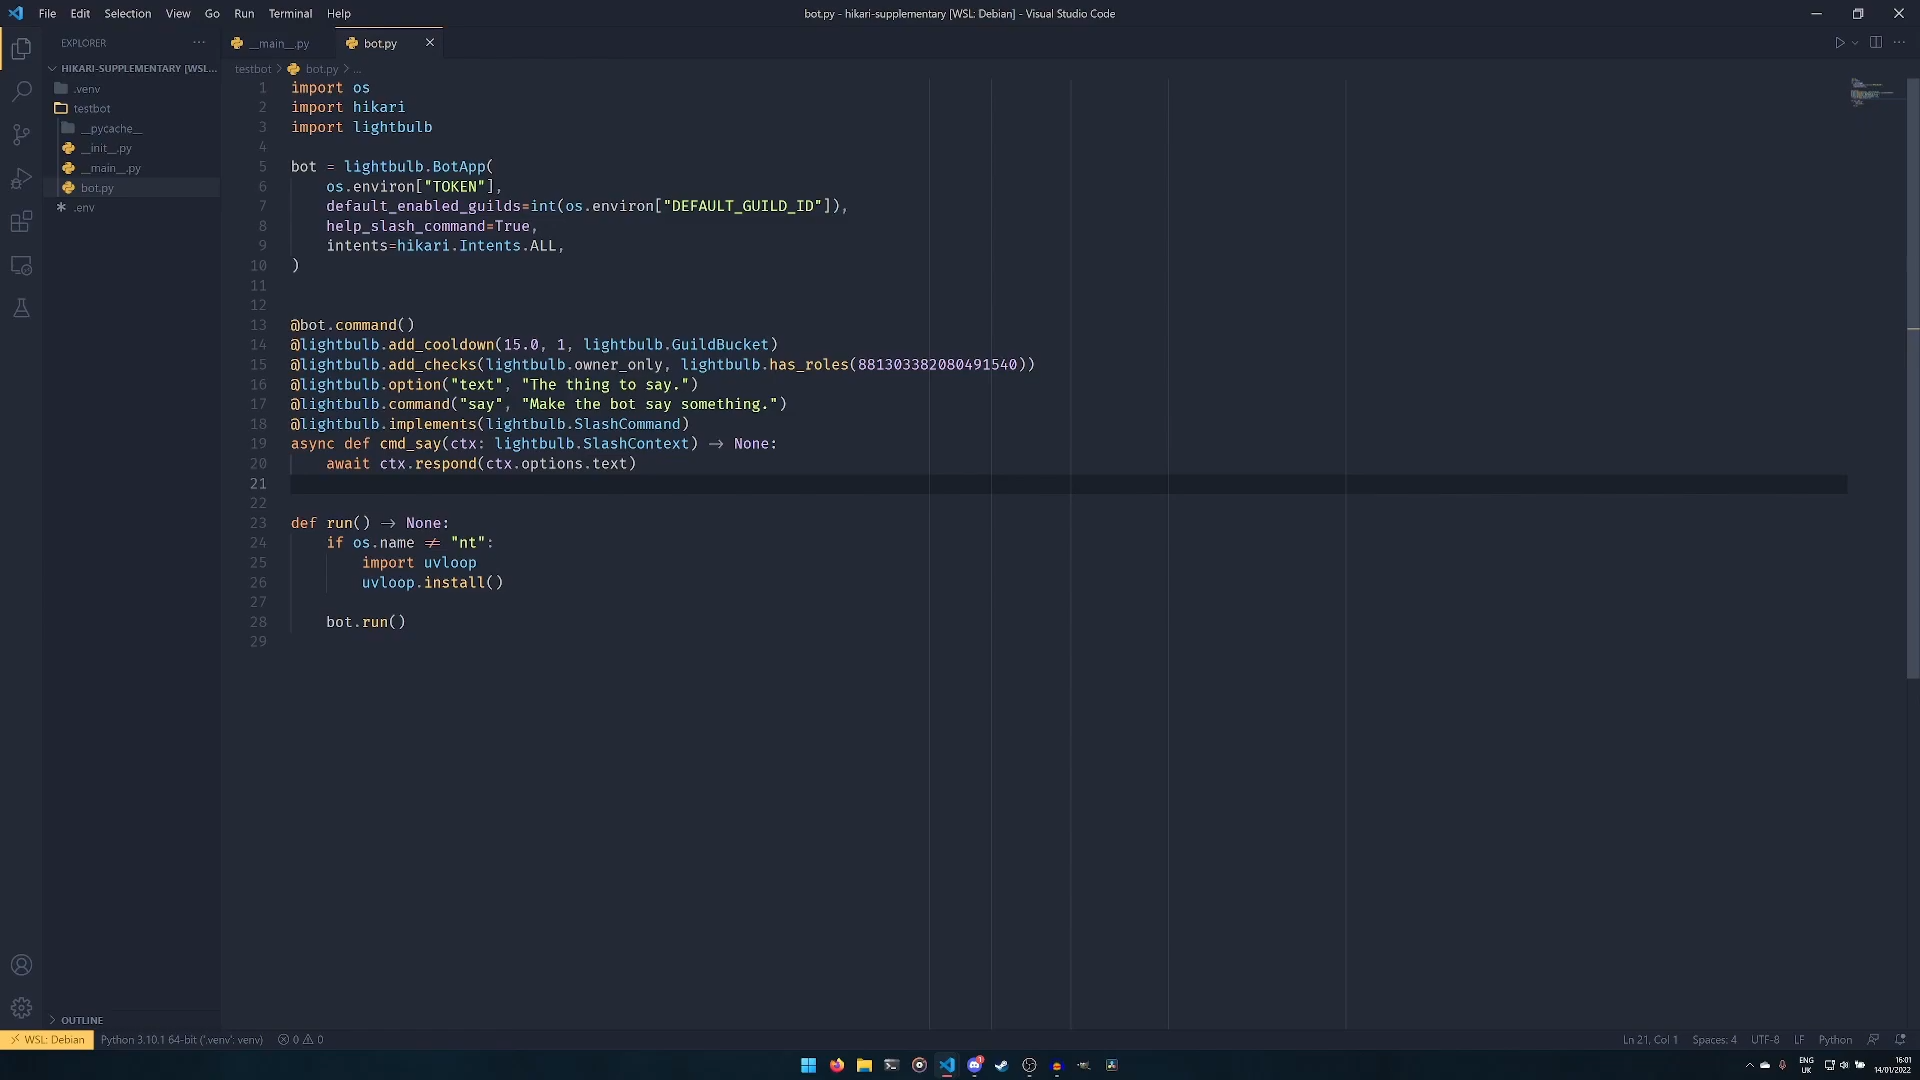 File Edit Selection View Go Run Terminal Help
bot.py - hikari-supplementary [WSL: Debian] - Visual Studio Code
EXPLORER
HIKARI-SUPPLEMENTARY [WSL...
.venv
testbot
__pycache__
__init__.py
__main__.py
bot.py
.env
OUTLINE
__main__.py
bot.py
testbot > bot.py > ...
1 import os
2 import hikari
3 import lightbulb
4
5 bot = lightbulb.BotApp(
6 os.environ["TOKEN"],
7 default_enabled_guilds=int(os.environ["DEFAULT_GUILD_ID"]),
8 help_slash_command=True,
9 intents=hikari.Intents.ALL,
10 )
11
12
13 @bot.command()
14 @lightbulb.add_cooldown(15.0, 1, lightbulb.GuildBucket)
15 @lightbulb.add_checks(lightbulb.owner_only, lightbulb.has_roles(881303382080491540))
16 @lightbulb.option("text", "The thing to say.")
17 @lightbulb.command("say", "Make the bot say something.")
18 @lightbulb.implements(lightbulb.SlashCommand)
19 async def cmd_say(ctx: lightbulb.SlashContext) -> None:
20 await ctx.respond(ctx.options.text)
21
22
23 def run() -> None:
24 if os.name != "nt":
25 import uvloop
26 uvloop.install()
27
28 bot.run()
29
WSL: Debian Python 3.10.1 64-bit ('.venv': venv) 0 0
Ln 21, Col 1 Spaces: 4 UTF-8 LF Python
ENG
UK
16:01
14/01/2022